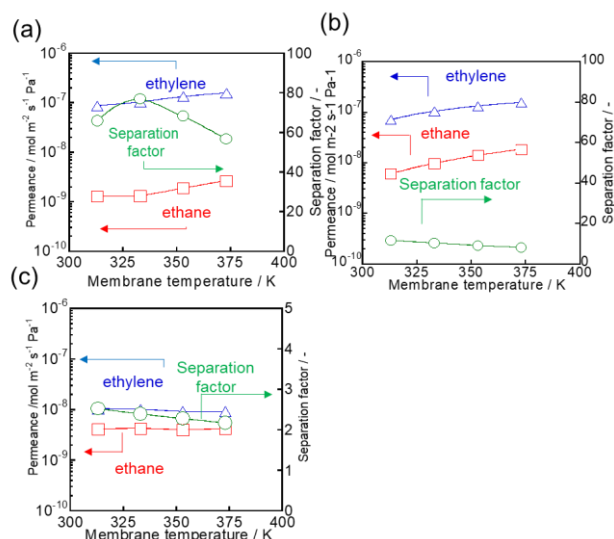 (a)
10-6
10-7
10-8
10-9
10-10
Permeance / mol m-2 s-1 Pa-1
ethylene
Separation
factor
ethane
100
80
60
40
20
0
Separation factor / -
300 325 350 375 400
Membrane temperature / K
(b)
10-6
10-7
10-8
10-9
10-10
Permeance / mol m-2 s-1 Pa-1
ethylene
ethane
Separation factor
100
80
60
40
20
0
Separation factor / -
300 325 350 375 400
Membrane temperature / K
(c)
10-6
10-7
10-8
10-9
10-10
Permeance /mol m-2 s-1 Pa-1
ethylene
Separation
factor
ethane
5
4
3
2
1
0
Separation factor / -
300 325 350 375 400
Membrane temperature / K